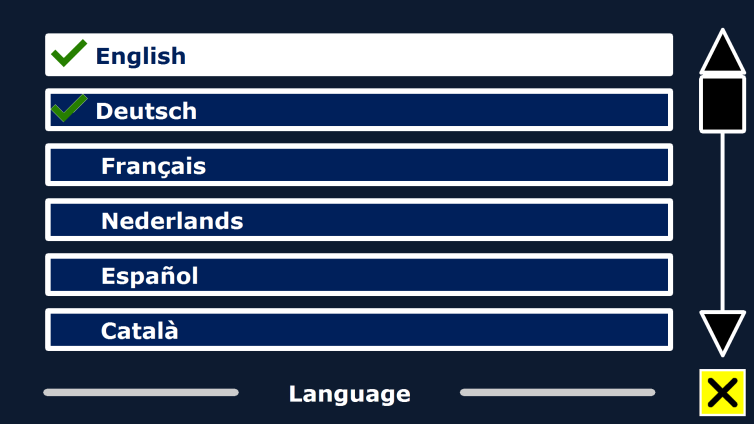 English
Deutsch
Français
Nederlands
Español
Català
Language